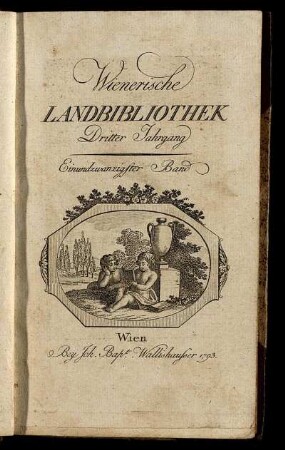 Wienerische
LANDBIBLIOTHEK
Dritter Jahrgang
Einundzwanzigster Band
Wien
Bey Joh. Bapt. Wallishausser 1793.